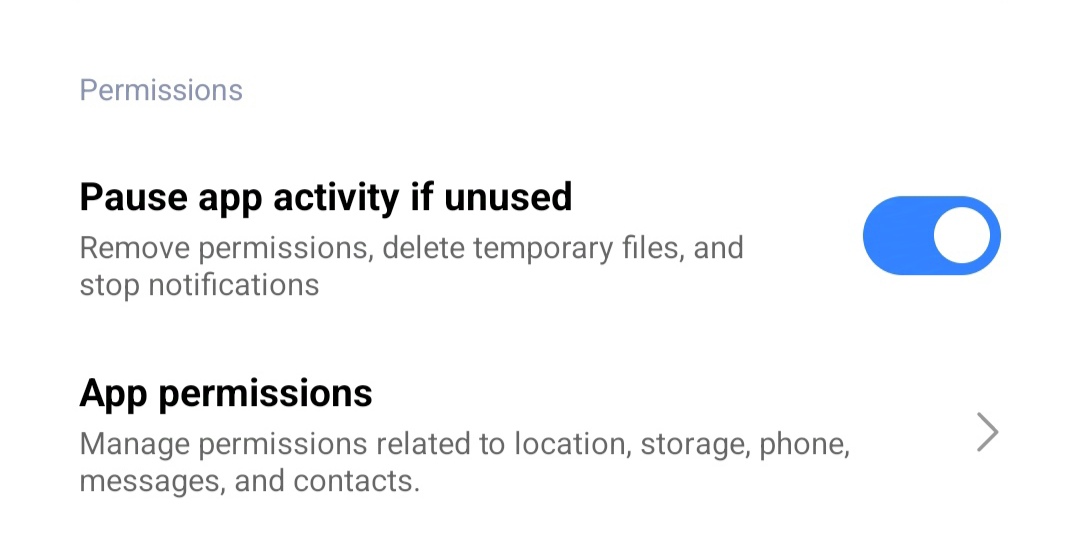 Permissions
Pause app activity if unused
Remove permissions, delete temporary files, and
stop notifications
App permissions
Manage permissions related to location, storage, phone,
messages, and contacts.